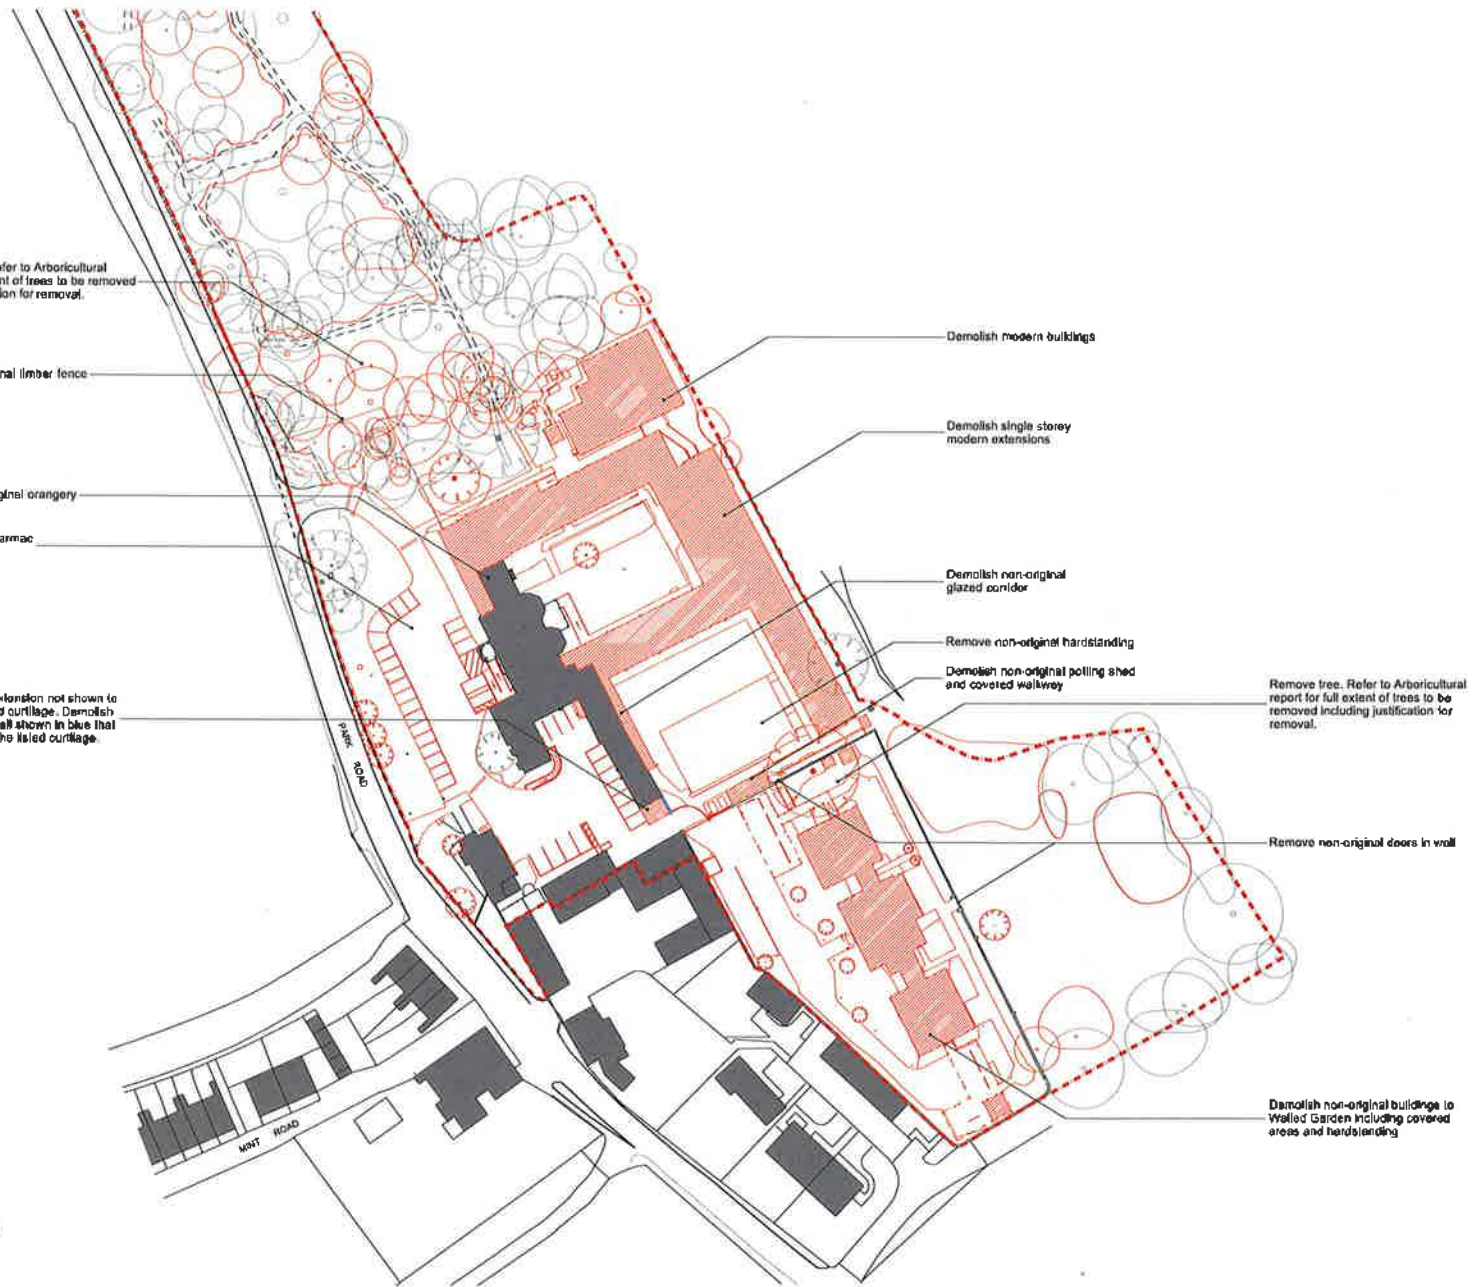 efer to Arboricultural
nt of trees to be removed
ion for removal.
nal timber fence
ginal orangery
armac
xtension not shown to
d curtilage. Demolish
all shown in blue that
he listed curtilage.
Demolish modern buildings
Demolish single storey
modern extensions
Demolish non-original
glazed corridor
Remove non-original hardstanding
Demolish non-original potting shed
and covered walkway
Remove tree. Refer to Arboricultural
report for full extent of trees to be
removed including justification for
removal.
Remove non-original doors in wall
Demolish non-original buildings to
Walled Garden including covered
areas and hardstanding
PARK
ROAD
MINT ROAD